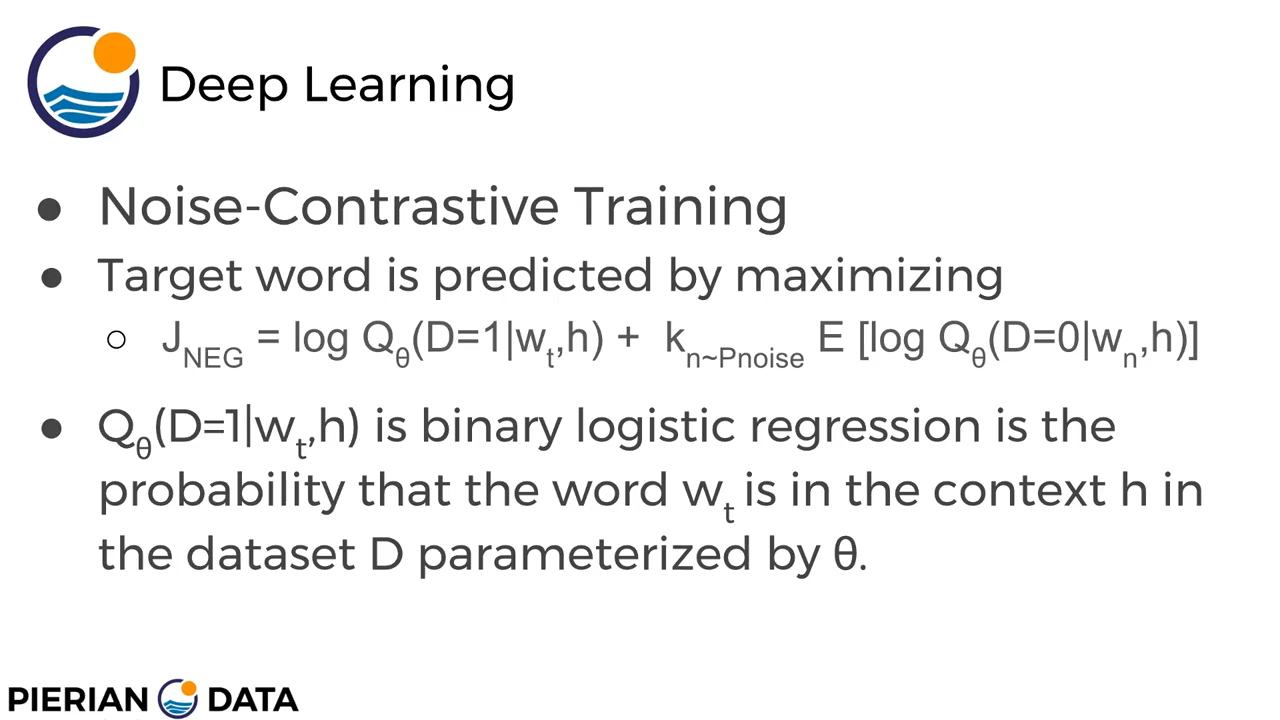 Deep Learning
● Noise-Contrastive Training
● Target word is predicted by maximizing
○ J_NEG = log Q_θ(D=1|w_t,h) + k_n~Pnoise E [log Q_θ(D=0|w_n,h)]
● Q_θ(D=1|w_t,h) is binary logistic regression is the
probability that the word w_t is in the context h in
the dataset D parameterized by θ.
PIERIAN DATA